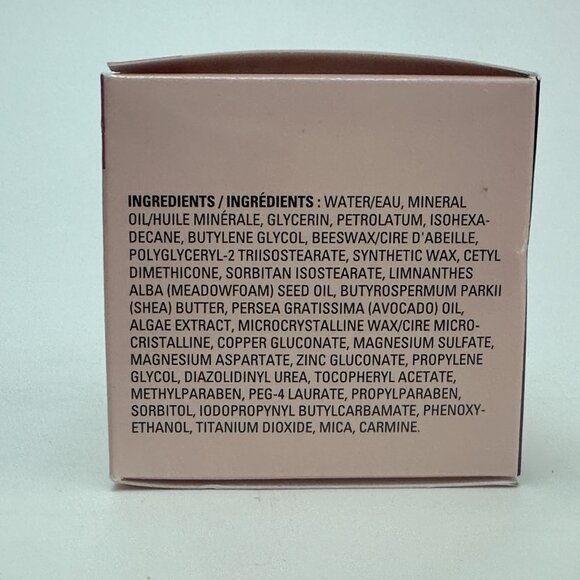 INGREDIENTS / INGRÉDIENTS : WATER/EAU, MINERAL
OIL/HUILE MINÉRALE, GLYCERIN, PETROLATUM, ISOHEXA-
DECANE, BUTYLENE GLYCOL, BEESWAX/CIRE D'ABEILLE,
POLYGLYCERYL-2 TRIISOSTEARATE, SYNTHETIC WAX, CETYL
DIMETHICONE, SORBITAN ISOSTEARATE, LIMNANTHES
ALBA (MEADOWFOAM) SEED OIL, BUTYROSPERMUM PARKII
(SHEA) BUTTER, PERSEA GRATISSIMA (AVOCADO) OIL,
ALGAE EXTRACT, MICROCRYSTALLINE WAX/CIRE MICRO-
CRISTALLINE, COPPER GLUCONATE, MAGNESIUM SULFATE,
MAGNESIUM ASPARTATE, ZINC GLUCONATE, PROPYLENE
GLYCOL, DIAZOLIDINYL UREA, TOCOPHERYL ACETATE,
METHYLPARABEN, PEG-4 LAURATE, PROPYLPARABEN,
SORBITOL, IODOPROPYNYL BUTYLCARBAMATE, PHENOXY-
ETHANOL, TITANIUM DIOXIDE, MICA, CARMINE.